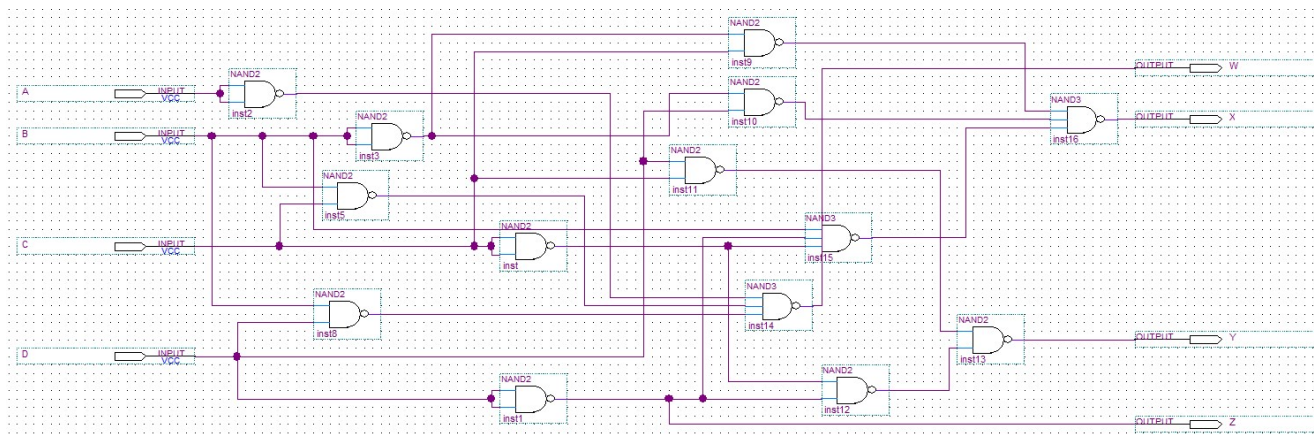 NAND2
inst9
OUTPUT W
NAND2
inst2
A INPUT
VCC
NAND2
inst10
NAND3
inst16
OUTPUT X
NAND2
inst3
B INPUT
VCC
NAND2
inst11
NAND2
inst5
NAND3
inst15
NAND2
inst
C INPUT
VCC
NAND3
inst14
NAND2
inst8
NAND2
inst13
OUTPUT Y
D INPUT
VCC
NAND2
inst12
NAND2
inst1
OUTPUT Z